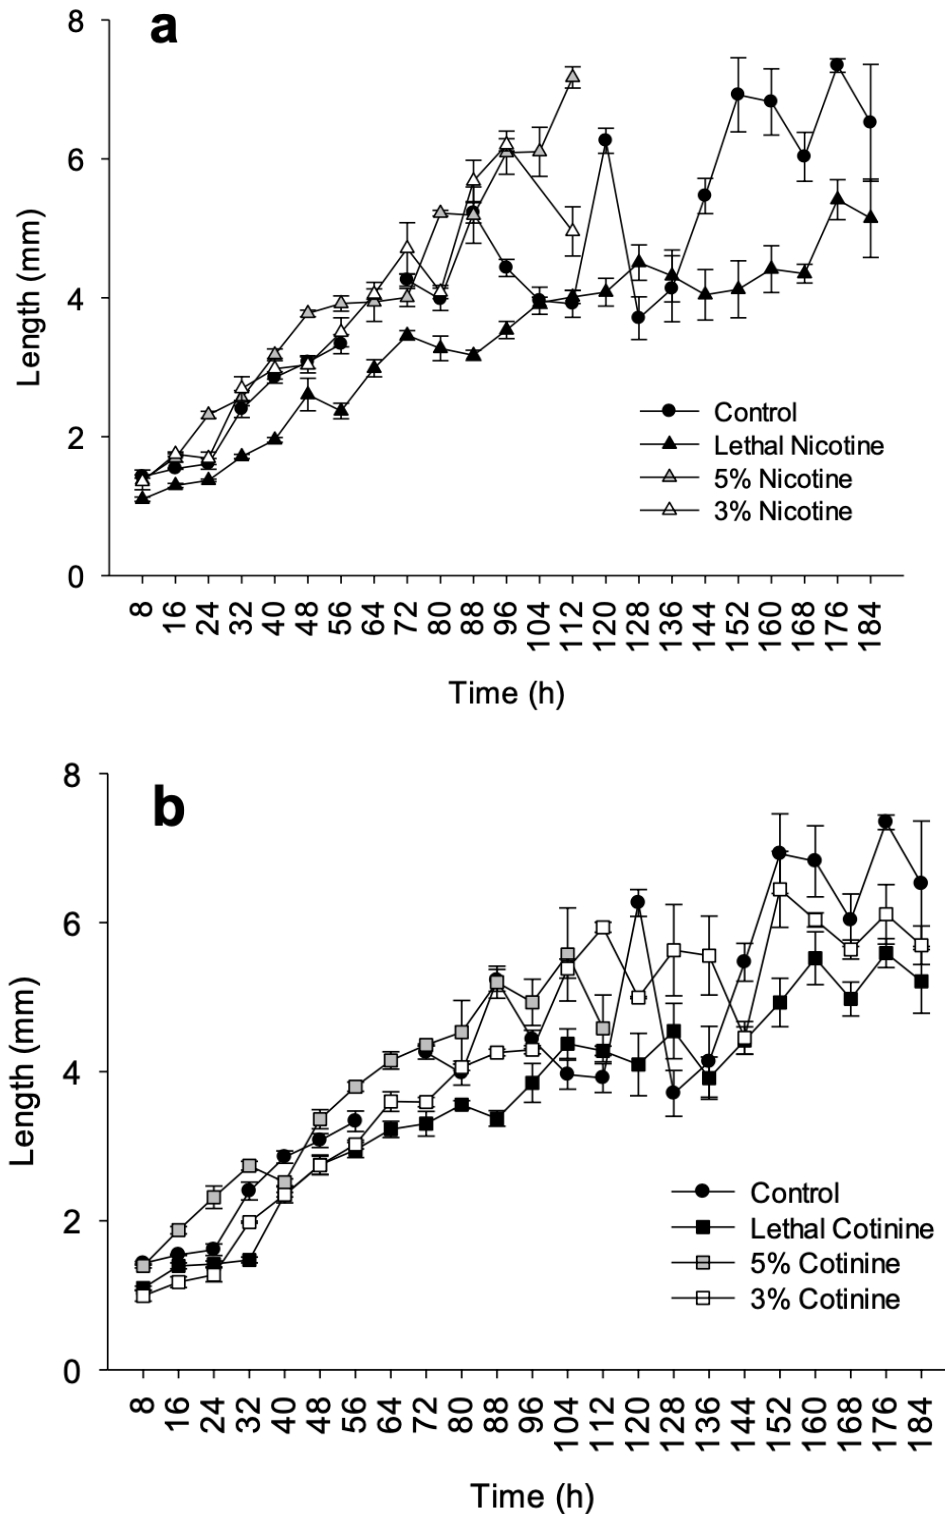 a
8
6
4
2
0
Length (mm)
Control
Lethal Nicotine
5% Nicotine
3% Nicotine
8 16 24 32 40 48 56 64 72 80 88 96 104 112 120 128 136 144 152 160 168 176 184
Time (h)
b
8
6
4
2
0
Length (mm)
Control
Lethal Cotinine
5% Cotinine
3% Cotinine
8 16 24 32 40 48 56 64 72 80 88 96 104 112 120 128 136 144 152 160 168 176 184
Time (h)